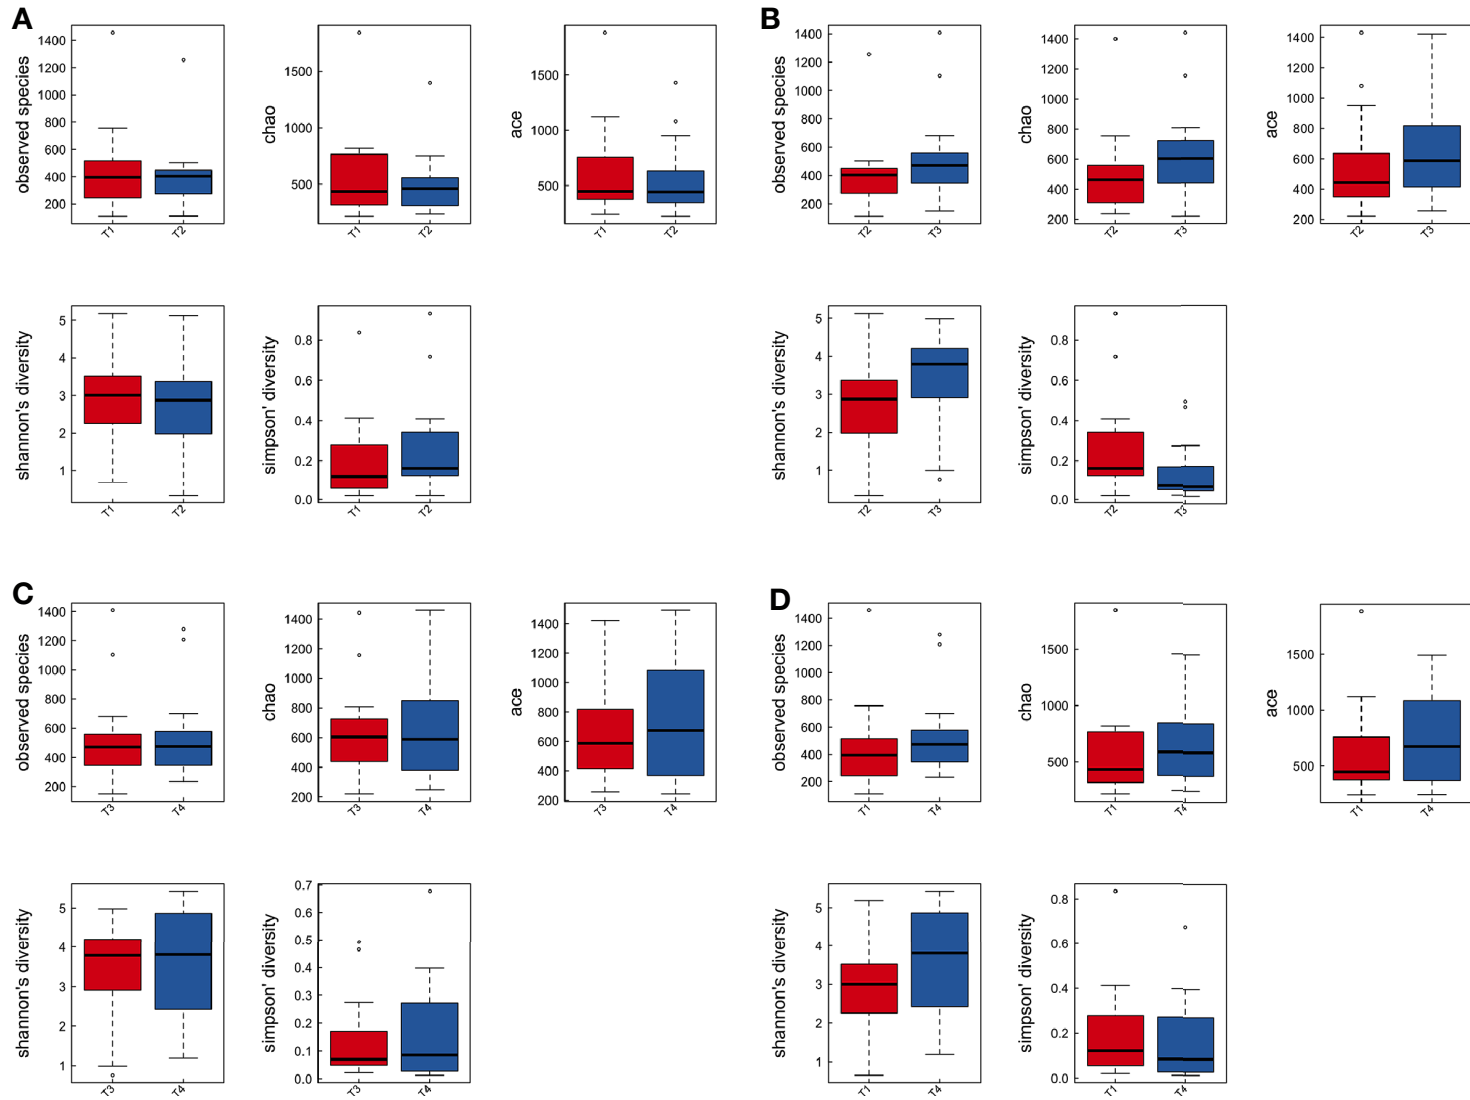 A
observed species
1400
1200
1000
800
600
400
200
T1
T2
chao
1500
1000
500
T1
T2
ace
1500
1000
500
T1
T2
shannon's diversity
5
4
3
2
1
T1
T2
simpson' diversity
0.8
0.6
0.4
0.2
0.0
T1
T2
B
observed species
1400
1200
1000
800
600
400
200
T2
T3
chao
1400
1200
1000
800
600
400
200
T2
T3
ace
1400
1200
1000
800
600
400
200
T2
T3
shannon's diversity
5
4
3
2
1
T2
T3
simpson' diversity
0.8
0.6
0.4
0.2
0.0
T2
T3
C
observed species
1400
1200
1000
800
600
400
200
T3
T4
chao
1400
1200
1000
800
600
400
200
T3
T4
ace
1400
1200
1000
800
600
400
200
T3
T4
shannon's diversity
5
4
3
2
1
T3
T4
simpson' diversity
0.7
0.6
0.5
0.4
0.3
0.2
0.1
0.0
T3
T4
D
observed species
1400
1200
1000
800
600
400
200
T1
T4
chao
1500
1000
500
T1
T4
ace
1500
1000
500
T1
T4
shannon's diversity
5
4
3
2
1
T1
T4
simpson' diversity
0.8
0.6
0.4
0.2
0.0
T1
T4